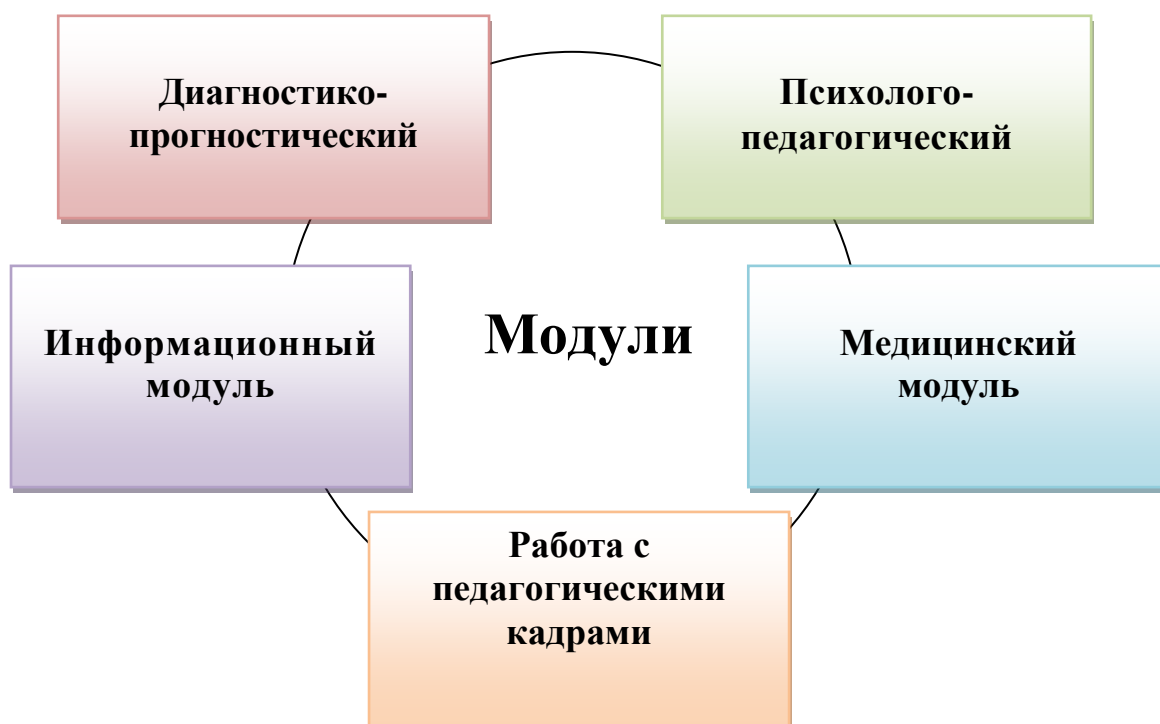 Диагностико-
прогностический
Психолого-
педагогический
Информационный
модуль
Модули
Медицинский
модуль
Работа с
педагогическими
кадрами